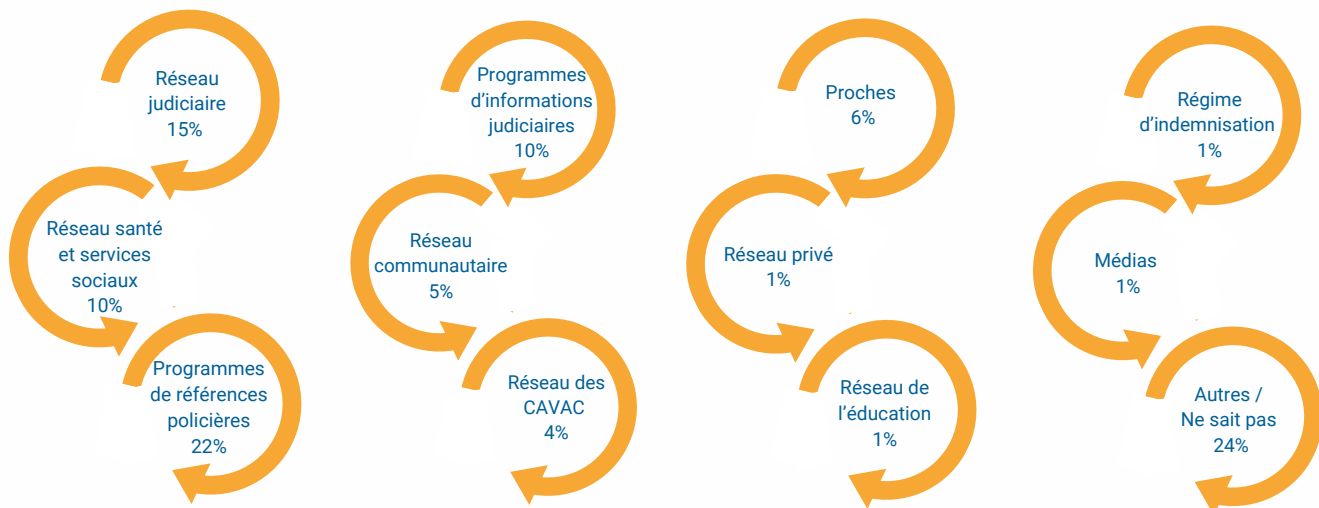 Réseau
judiciaire
15%
Réseau santé
et services
sociaux
10%
Programmes
de références
policières
22%
Programmes
d'informations
judiciaires
10%
Réseau
communautaire
5%
Réseau des
CAVAC
4%
Proches
6%
Réseau privé
1%
Réseau de
l'éducation
1%
Régime
d'indemnisation
1%
Médias
1%
Autres /
Ne sait pas
24%